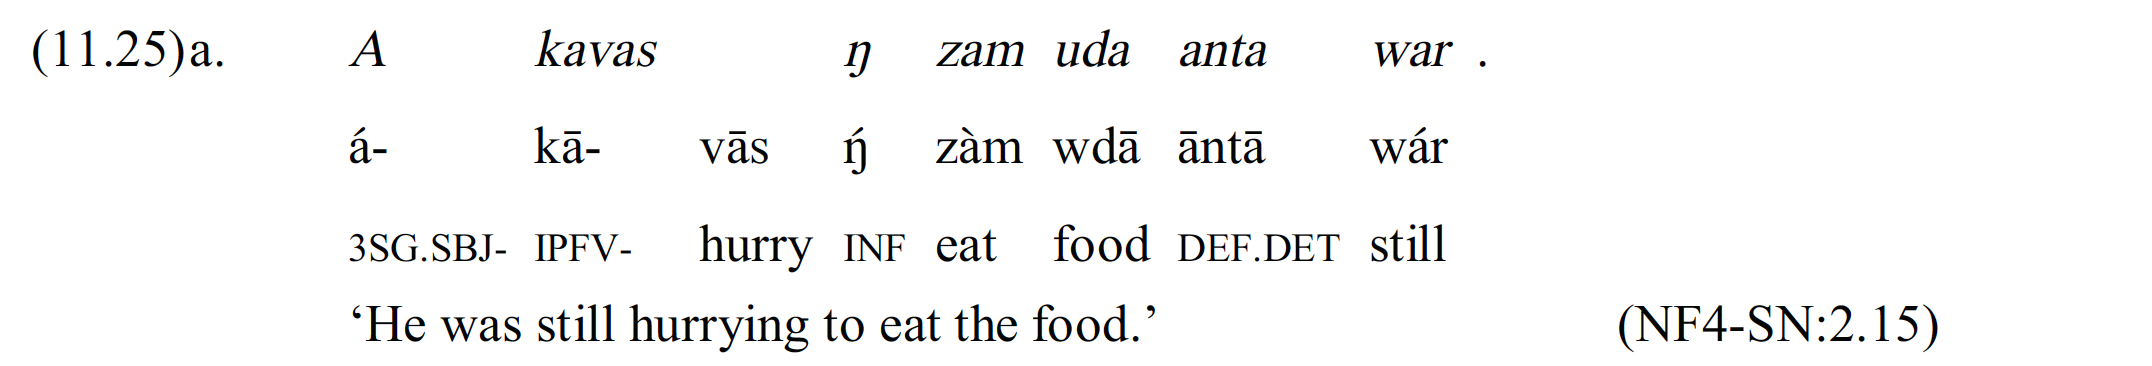 (11.25)a. A kavas ŋ zam uda anta war .
á- kā- vās ŋ́ zàm wdā āntā wár
3SG.SBJ- IPFV- hurry INF eat food DEF.DET still
‘He was still hurrying to eat the food.’ (NF4-SN:2.15)